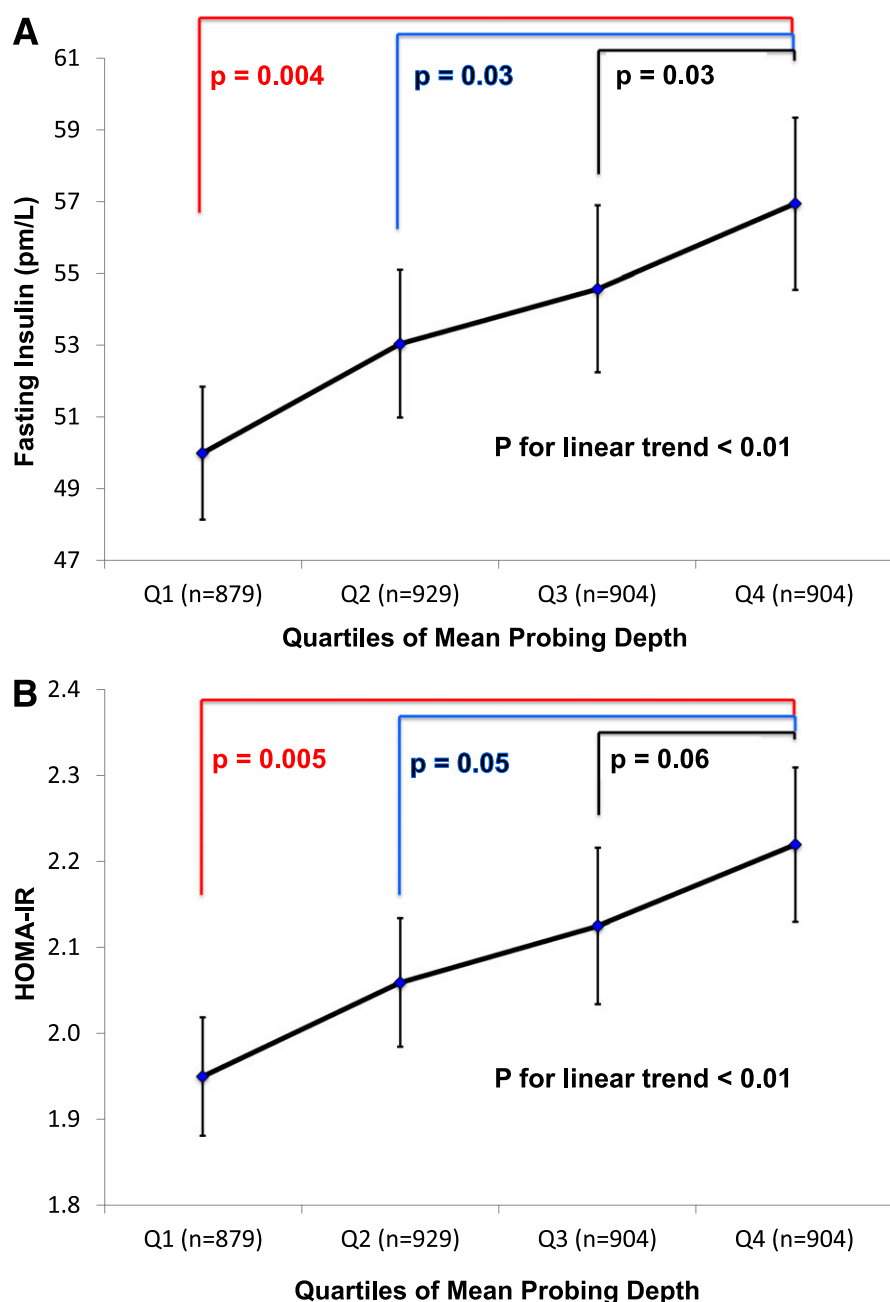 A
61
59
57
55
53
51
49
47
Fasting Insulin (pm/L)
p = 0.004
p = 0.03
p = 0.03
P for linear trend < 0.01
Q1 (n=879)
Q2 (n=929)
Q3 (n=904)
Q4 (n=904)
Quartiles of Mean Probing Depth
B
2.4
2.3
2.2
2.1
2.0
1.9
1.8
HOMA-IR
p = 0.005
p = 0.05
p = 0.06
P for linear trend < 0.01
Q1 (n=879)
Q2 (n=929)
Q3 (n=904)
Q4 (n=904)
Quartiles of Mean Probing Depth